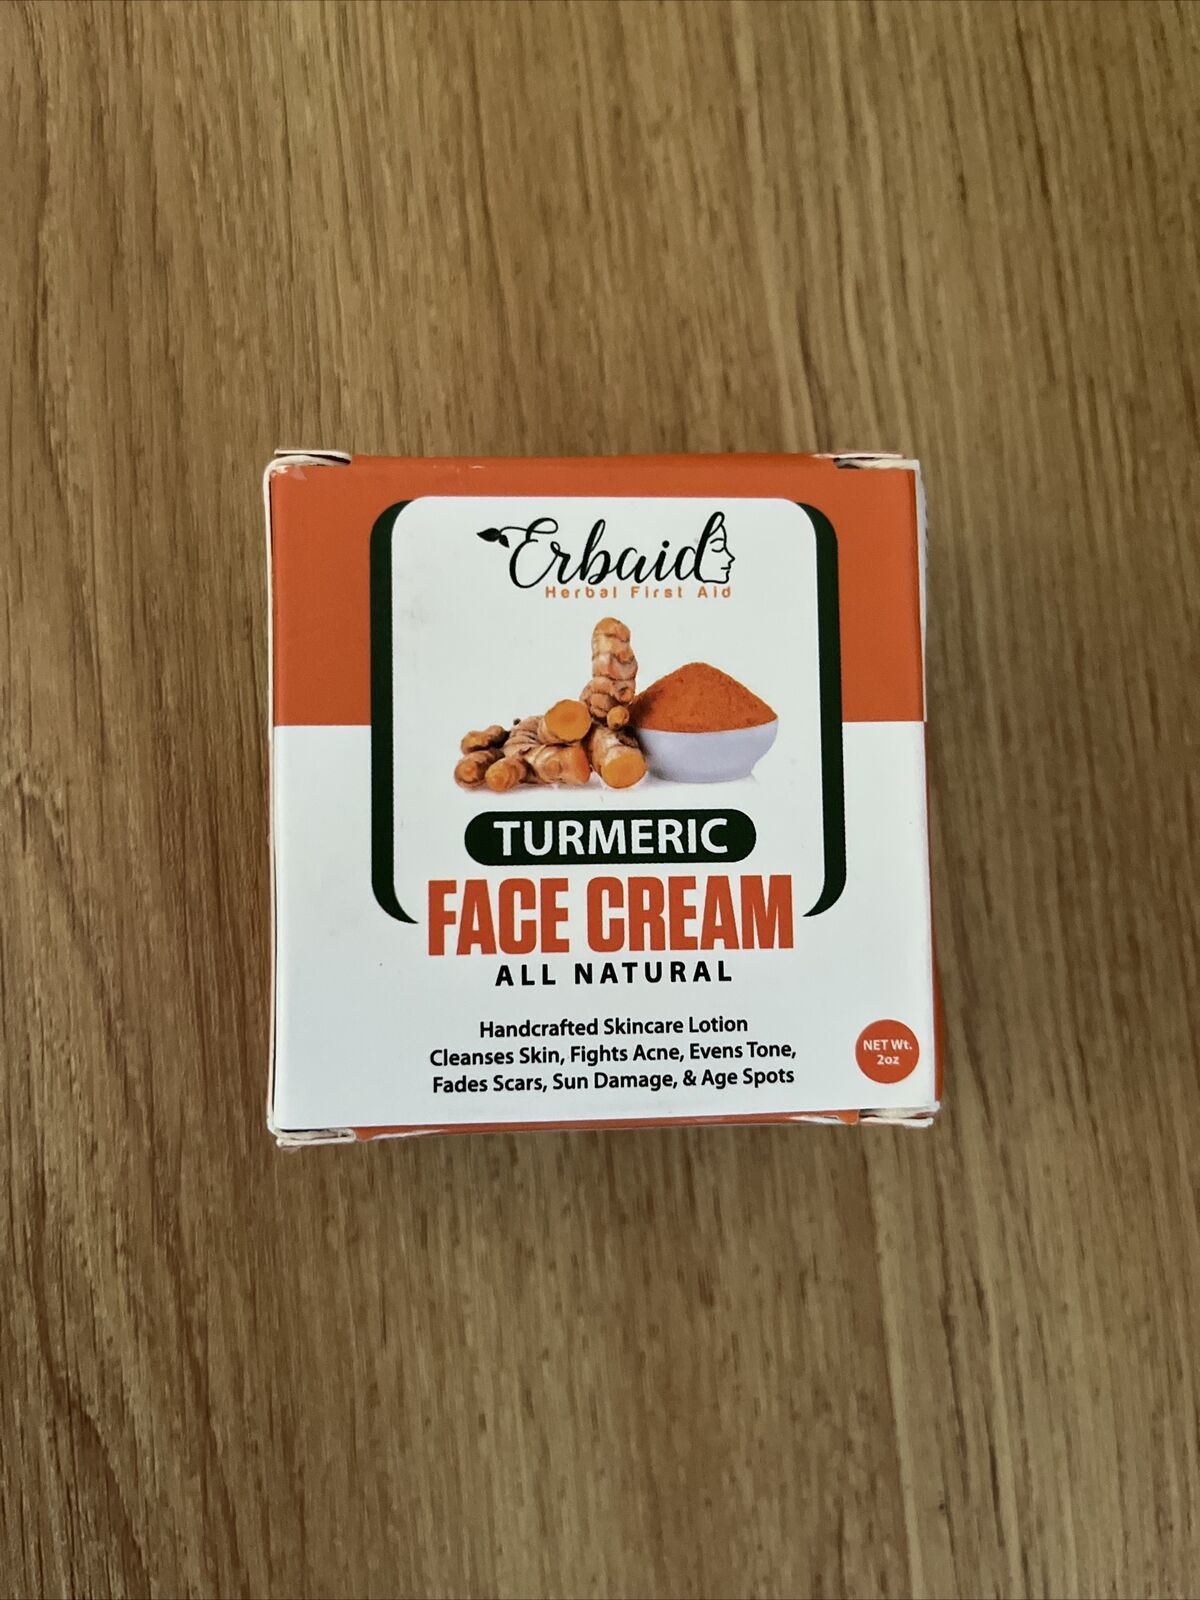 Erbaid
Herbal First Aid
TURMERIC
FACE CREAM
ALL NATURAL
Handcrafted Skincare Lotion
Cleanses Skin, Fights Acne, Evens Tone,
Fades Scars, Sun Damage, & Age Spots
NET Wt.
2oz